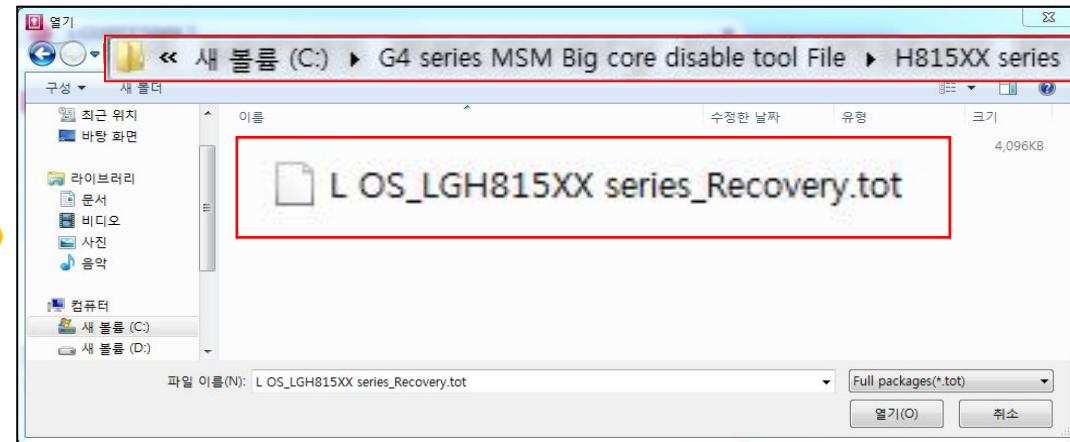 열기
« 새 볼륨 (C:) ▸ G4 series MSM Big core disable tool File ▸ H815XX series
구성 새 폴더
이름 수정한 날짜 유형 크기
최근 위치
바탕 화면
4,096KB
L OS_LGH815XX series_Recovery.tot
라이브러리
문서
비디오
사진
음악
컴퓨터
새 볼륨 (C:)
새 볼륨 (D:)
파일 이름(N): L OS_LGH815XX series_Recovery.tot Full packages(*.tot)
열기(O) 취소